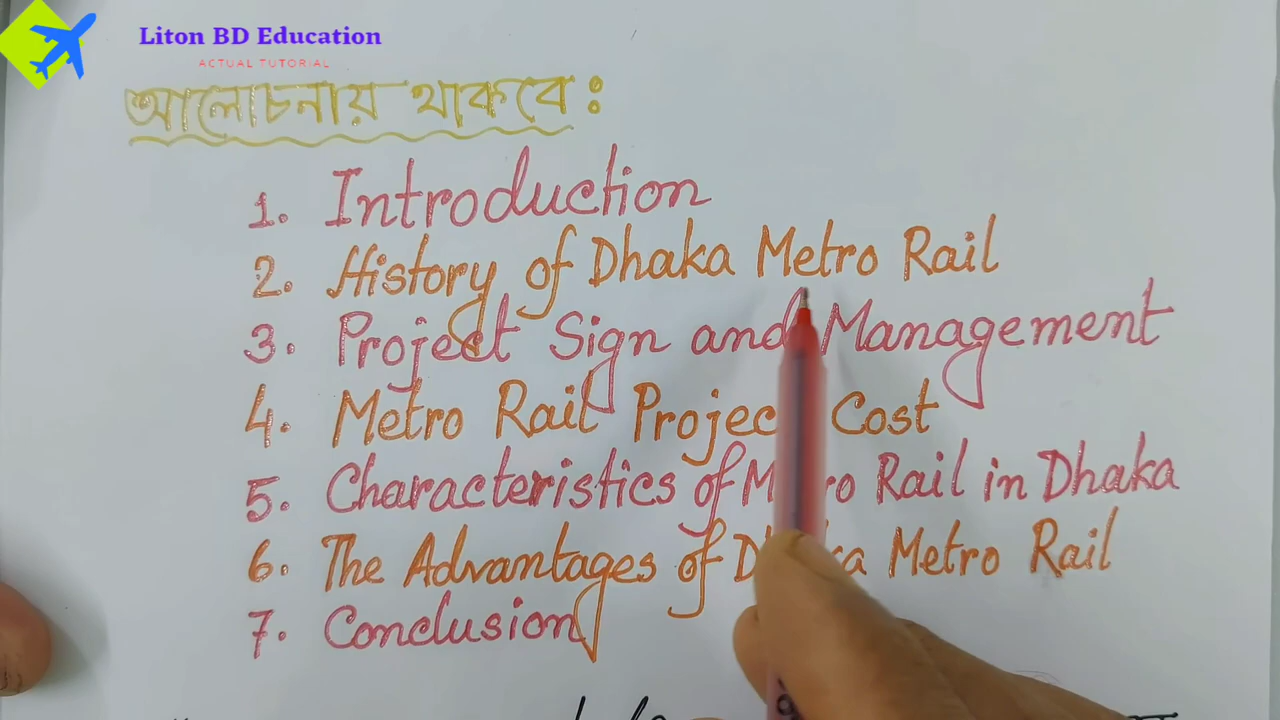 Liton BD Education
ACTUAL TUTORIAL
আলোচনায় থাকবে :
1. Introduction
2. History of Dhaka Metro Rail
3. Project Sign and Management
4. Metro Rail Project Cost
5. Characteristics of Metro Rail in Dhaka
6. The Advantages of Dhaka Metro Rail
7. Conclusion